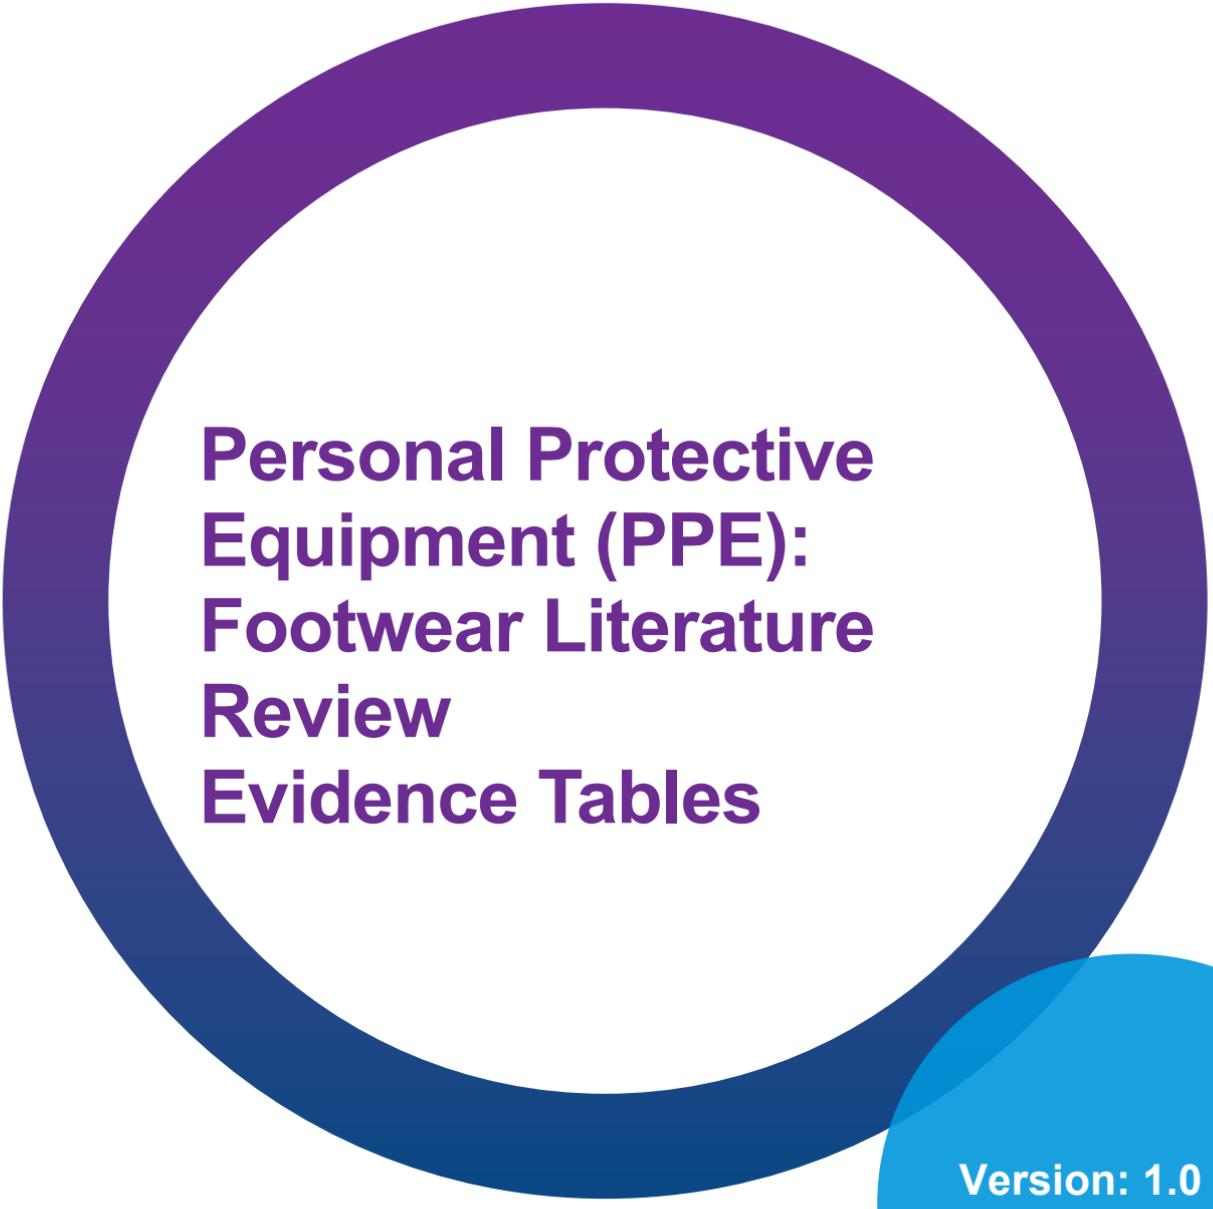 Personal Protective
Equipment (PPE):
Footwear Literature
Review
Evidence Tables
Version: 1.0